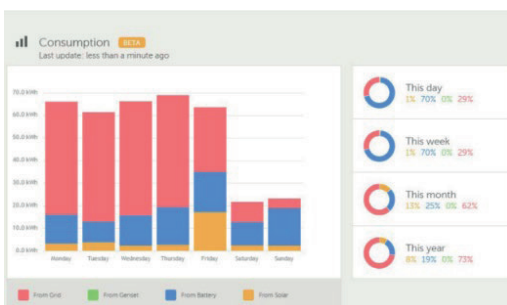 Consumption BETA
Last update: less than a minute ago
70.0 kWh
60.0 kWh
50.0 kWh
40.0 kWh
30.0 kWh
20.0 kWh
10.0 kWh
0.0 kWh
Monday Tuesday Wednesday Thursday Friday Saturday Sunday
From Grid From Genset From Battery From Solar
This day
1% 70% 0% 29%
This week
1% 70% 0% 29%
This month
13% 25% 0% 62%
This year
8% 19% 0% 73%